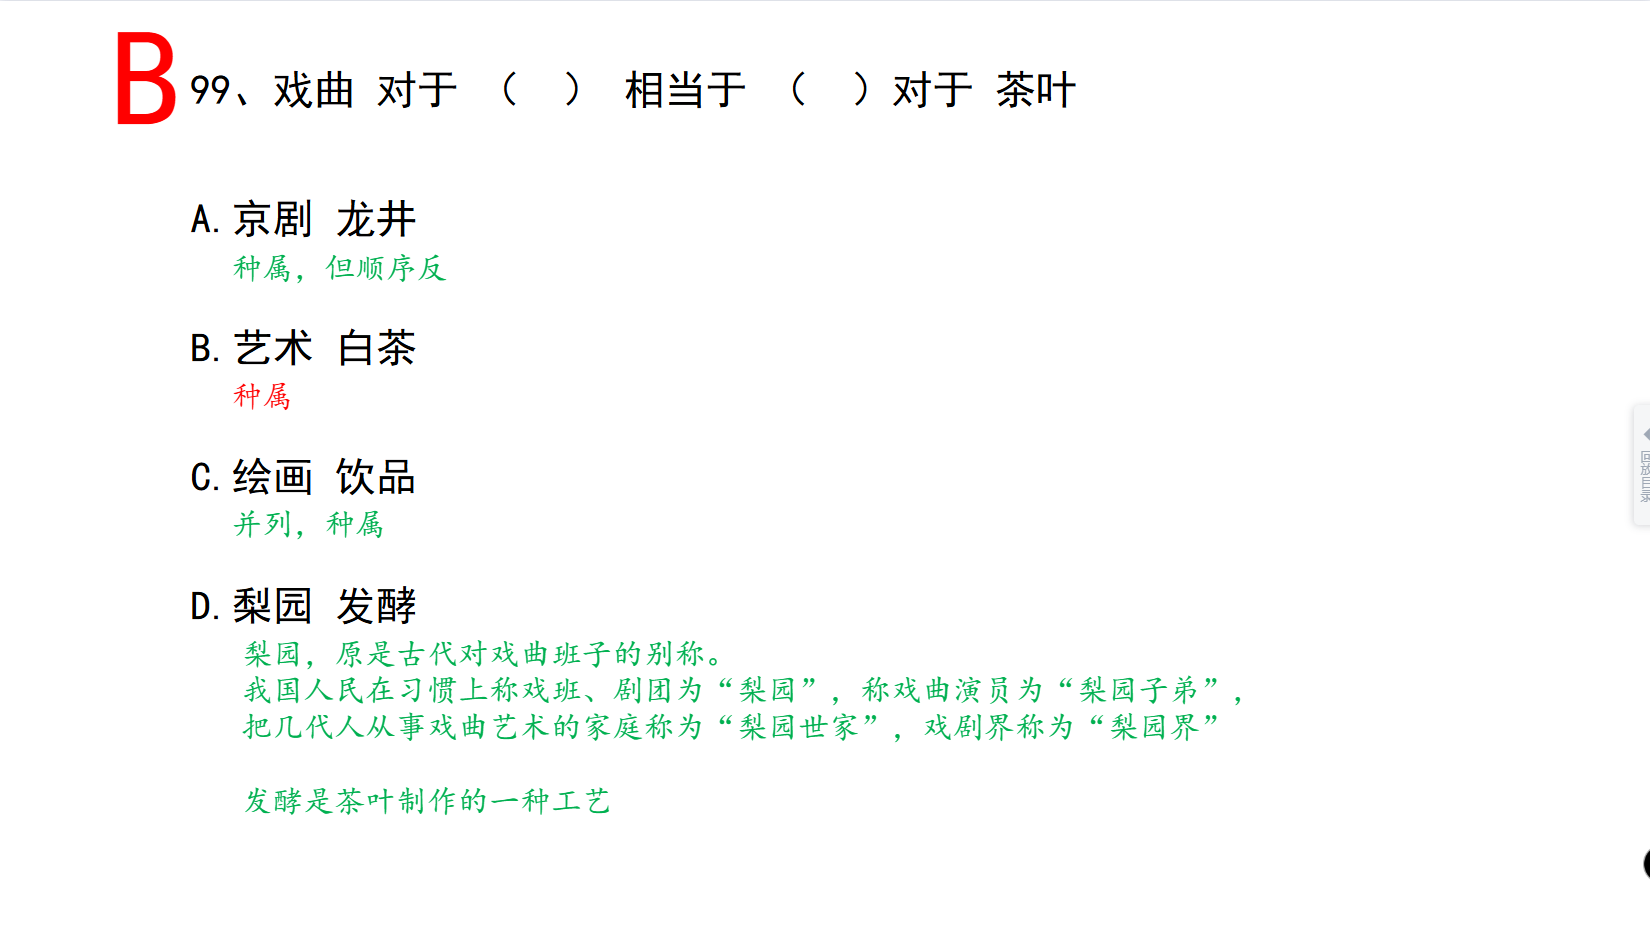 B
99、戏曲 对于 （ ） 相当于 （ ）对于 茶叶
A.京剧 龙井
种属，但顺序反
B.艺术 白茶
种属
C.绘画 饮品
并列，种属
D.梨园 发酵
梨园，原是古代对戏曲班子的别称。
我国人民在习惯上称戏班、剧团为“梨园”，称戏曲演员为“梨园子弟”，
把几代人从事戏曲艺术的家庭称为“梨园世家”，戏剧界称为“梨园界”
发酵是茶叶制作的一种工艺
回放目录